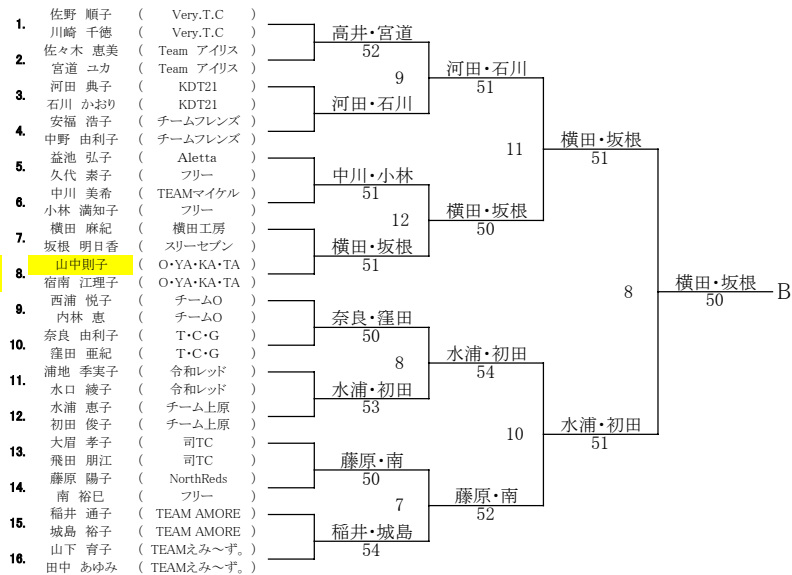 1. 佐野 順子 ( Very.T.C )
川崎 千徳 ( Very.T.C )
2. 佐々木 恵美 ( Team アイリス )
宮道 ユカ ( Team アイリス )
3. 河田 典子 ( KDT21 )
石川 かおり ( KDT21 )
4. 安福 浩子 ( チームフレンズ )
中野 由利子 ( チームフレンズ )
5. 益池 弘子 ( Aletta )
久代 素子 ( フリー )
6. 中川 美希 ( TEAMマイケル )
小林 満知子 ( フリー )
7. 横田 麻紀 ( 横田工房 )
坂根 明日香 ( スリーセブン )
8. 山中則子 ( O・YA・KA・TA )
宿南 江理子 ( O・YA・KA・TA )
9. 西浦 悦子 ( チームO )
内林 恵 ( チームO )
10. 奈良 由利子 ( T・C・G )
窪田 亜紀 ( T・C・G )
11. 浦地 季実子 ( 令和レッド )
水口 綾子 ( 令和レッド )
12. 水浦 恵子 ( チーム上原 )
初田 俊子 ( チーム上原 )
13. 大眉 孝子 ( 司TC )
飛田 朋江 ( 司TC )
14. 藤原 陽子 ( NorthReds )
南 裕巳 ( フリー )
15. 稲井 通子 ( TEAM AMORE )
城島 裕子 ( TEAM AMORE )
16. 山下 育子 ( TEAMえみ〜ず。 )
田中 あゆみ ( TEAMえみ〜ず。 )
高井・宮道
52
9
河田・石川
中川・小林
51
12
横田・坂根
51
奈良・窪田
50
8
水浦・初田
53
藤原・南
50
7
稲井・城島
54
河田・石川
51
11
横田・坂根
50
水浦・初田
54
10
藤原・南
52
横田・坂根
51
8
水浦・初田
51
横田・坂根
50
B